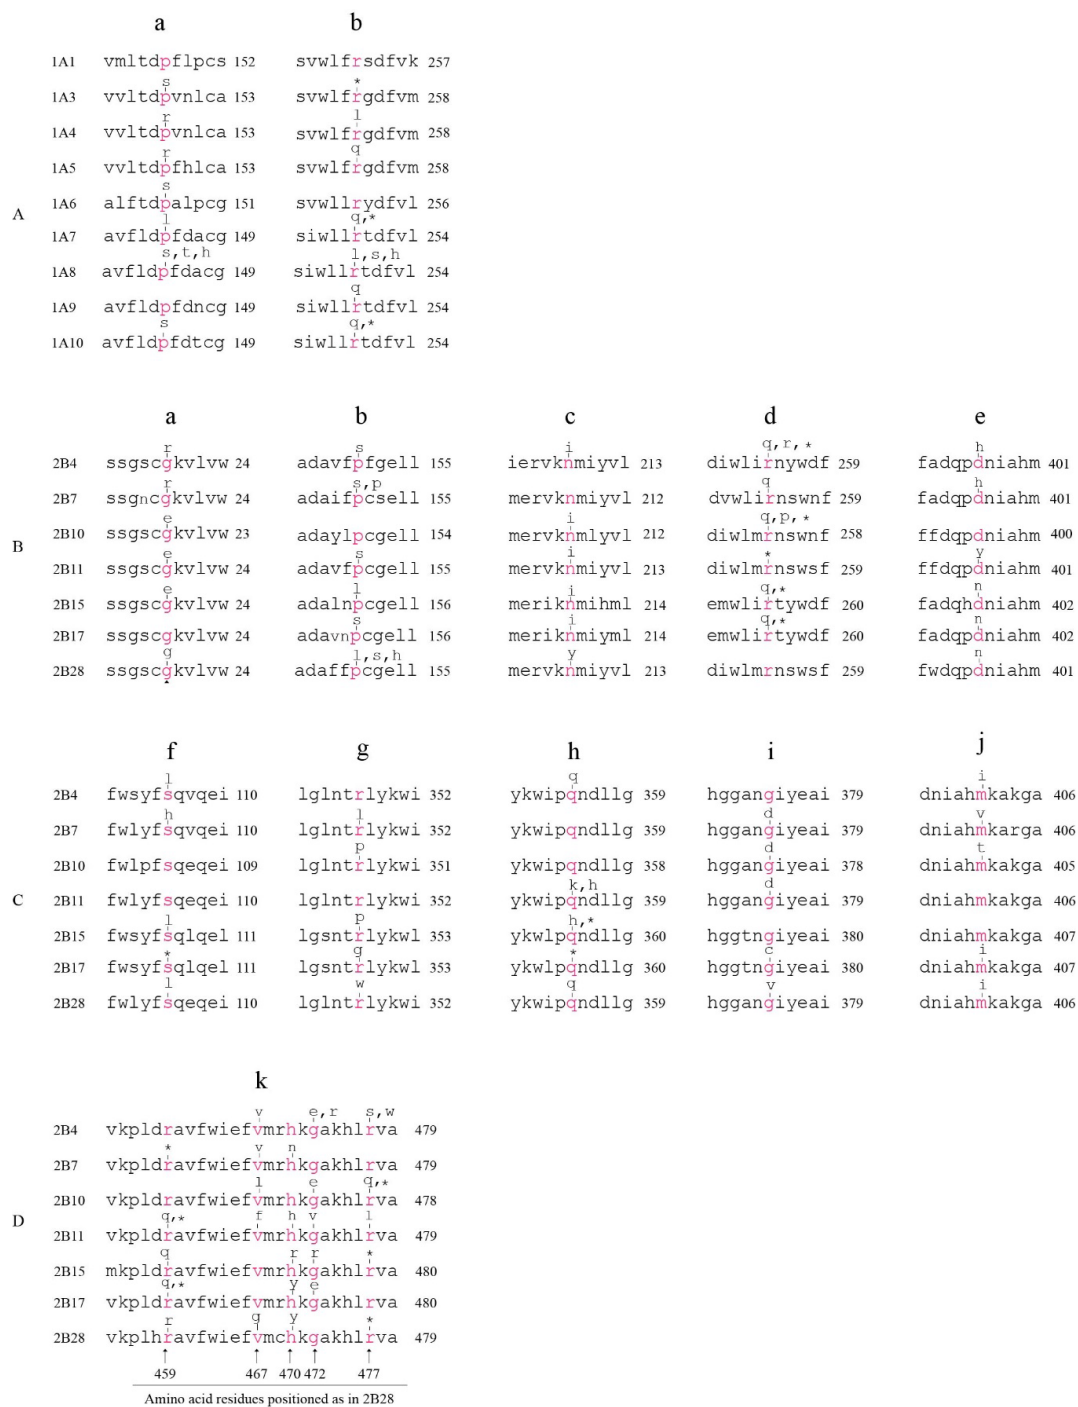 a b
1A1 vmltdpflpcs 152 svwlfrsdfvk 257
s *
1A3 vvltdpvnlca 153 svwlfrgdfvm 258
r l
1A4 vvltdpvnlca 153 svwlfrgdfvm 258
r q
1A5 vvltdpfhlca 153 svwlfrgdfvm 258
s
1A6 alftdpalpcg 151 svwllrydfvl 256
A
l q,*
1A7 avfldpfdacg 149 siwllrtdfvl 254
s,t,h l,s,h
1A8 avfldpfdacg 149 siwllrtdfvl 254
q
1A9 avfldpfdncg 149 siwllrtdfvl 254
s q,*
1A10 avfldpfdtcg 149 siwllrtdfvl 254
a b c d e
r s i q,r,* h
2B4 ssgscgkvlvw 24 adavfpfgell 155 iervknmiyvl 213 diwlirnywdf 259 fadqpdniahm 401
r s,p q h
2B7 ssgncgkvlvw 24 adaifpcsell 155 mervknmiyvl 212 dvwlirnswnf 259 fadqpdniahm 401
e i q,p,*
2B10 ssgscgkvlvw 23 adaylpcgell 154 mervknmiyvl 212 diwlmrnswnf 258 ffdqpdniahm 400
B
e s i * y
2B11 ssgscgkvlvw 24 adavfpcgell 155 mervknmiyvl 213 diwlmrnswsf 259 ffdqpdniahm 401
e l i q,* n
2B15 ssgscgkvlvw 24 adalnpcgell 156 meriknmihml 214 emwlirtywdf 260 fadqhdniahm 402
s i q,* n
2B17 ssgscgkvlvw 24 adavnpcgell 156 meriknmiyml 214 emwlirtywdf 260 fadqpdniahm 402
g l,s,h y n
2B28 ssgscgkvlvw 24 adaffpcgell 155 mervknmiyvl 213 diwlmrnswsf 259 fwdqpdniahm 401
f g h i j
l q i
2B4 fwsyfsqvqei 110 lglntrlykwi 352 ykwipqndllg 359 hggangiyeai 379 dniahmkakga 406
h l d v
2B7 fwlyfsqvqei 110 lglntrlykwi 352 ykwipqndllg 359 hggangiyeai 379 dniahmkarga 406
p d t
2B10 fwlpfsqeqei 109 lglntrlykwi 351 ykwipqndllg 358 hggangiyeai 378 dniahmkakga 405
C
k,h d
2B11 fwlyfsqeqei 110 lglntrlykwi 352 ykwipqndllg 359 hggangiyeai 379 dniahmkakga 406
l p h,*
2B15 fwsyfsqlqel 111 lgsntrlykwl 353 ykwlpqndllg 360 hggtngiyeai 380 dniahmkakga 407
* g * c i
2B17 fwsyfsqlqel 111 lgsntrlykwl 353 ykwlpqndllg 360 hggtngiyeai 380 dniahmkakga 407
l w q v i
2B28 fwlyfsqeqei 110 lglntrlykwi 352 ykwipqndllg 359 hggangiyeai 379 dniahmkakga 406
k
v e,r s,w
2B4 vkpldravfwiefvmrhkgakhlrva 479
* v n
2B7 vkpldravfwiefvmrhkgakhlrva 479
l e q,*
2B10 vkpldravfwiefvmrhkgakhlrva 478
D
q,* f h v l
2B11 vkpldravfwiefvmrhkgakhlrva 479
q r r *
2B15 mkpldravfwiefvmrhkgakhlrva 480
q,* y e
2B17 vkpldravfwiefvmrhkgakhlrva 480
r g y *
2B28 vkplhravfwiefvmchkgakhlrva 479
459 467 470 472 477
Amino acid residues positioned as in 2B28